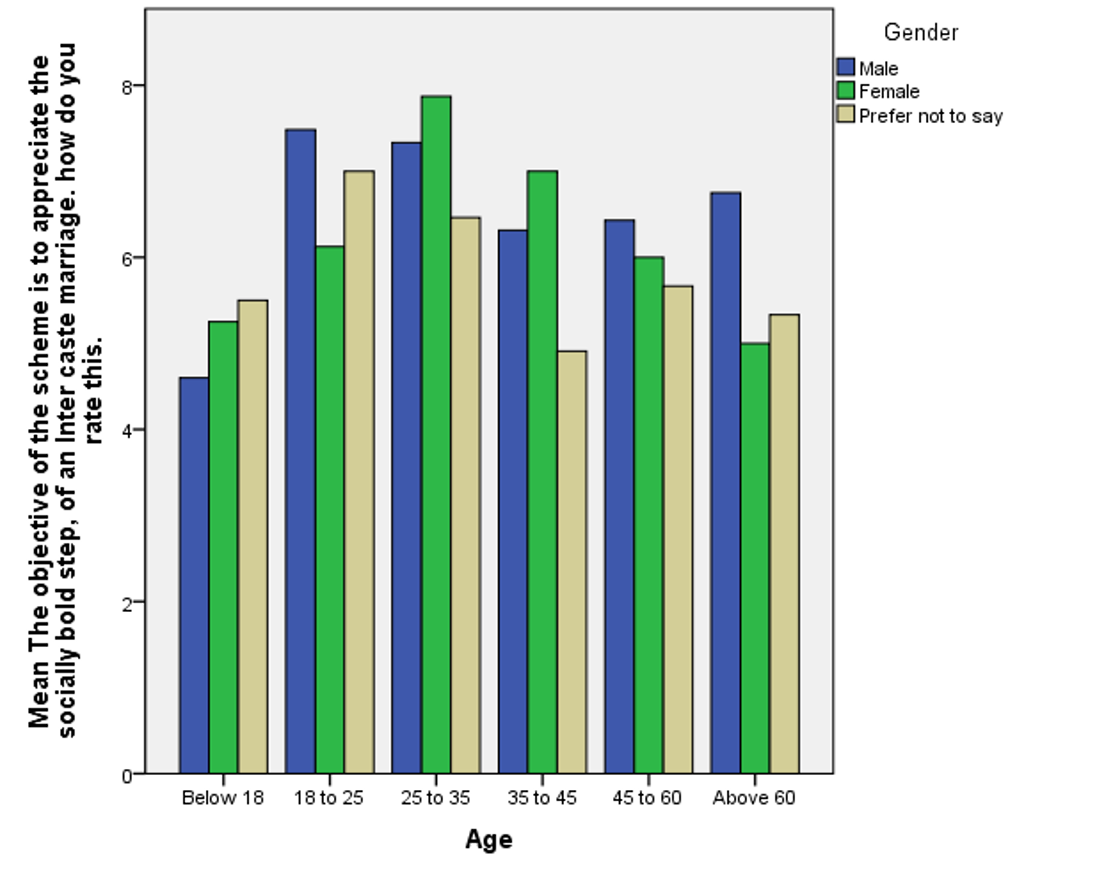 Mean The objective of the scheme is to appreciate the
socially bold step, of an Inter caste marriage. how do you
rate this.
8
6
4
2
0
Below 18
18 to 25
25 to 35
35 to 45
45 to 60
Above 60
Age
Gender
Male
Female
Prefer not to say